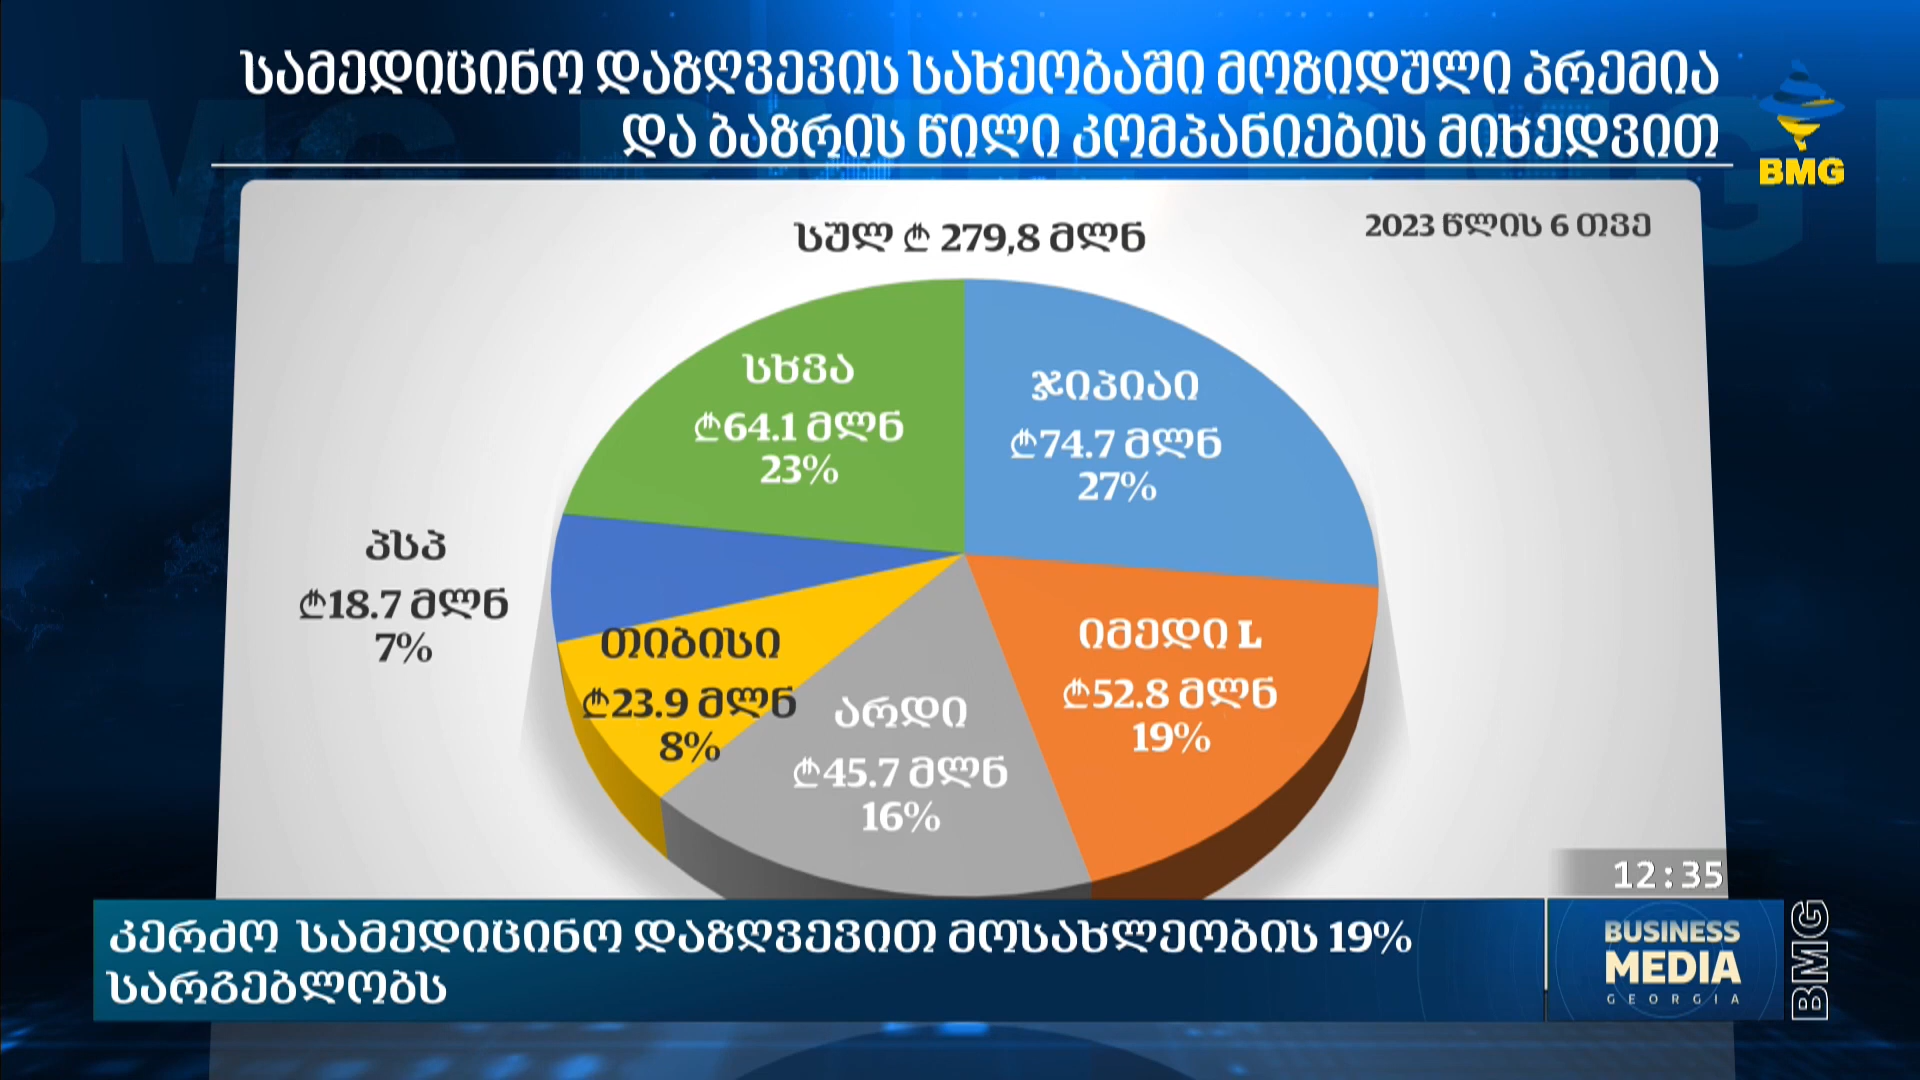 სამედიცინო დაზღვევის სახეობაში მოზიდული პრემია
და ბაზრის წილი კომპანიების მიხედვით
BMG
სულ ₾ 279,8 მლნ
2023 წლის 6 თვე
სხვა
₾64.1 მლნ
23%
ჯიპიაი
₾74.7 მლნ
27%
პსპ
₾18.7 მლნ
7%
თიბისი
₾23.9 მლნ
8%
არდი
₾45.7 მლნ
16%
იმედი L
₾52.8 მლნ
19%
12:35
კერძო სამედიცინო დაზღვევით მოსახლეობის 19%
სარგებლობს
BUSINESS
MEDIA
GEORGIA
BMG